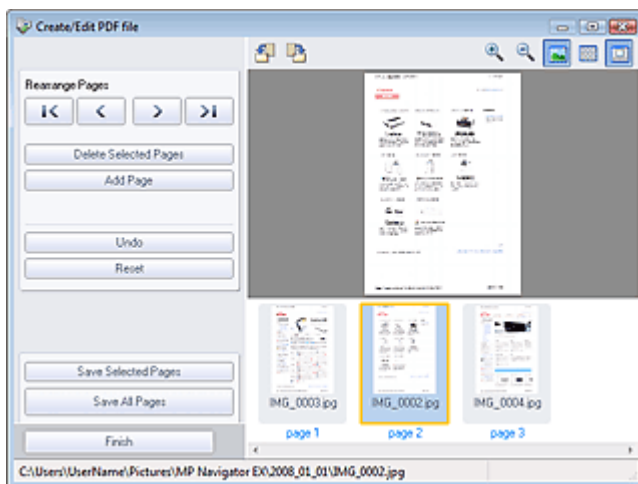 Create/Edit PDF file
Rearrange Pages
Delete Selected Pages
Add Page
Undo
Reset
Save Selected Pages
Save All Pages
Finish
IMG_0003.jpg
IMG_0002.jpg
IMG_0004.jpg
page 1
page 2
page 3
C:\Users\UserName\Pictures\MP Navigator EX\2008_01_01\IMG_0002.jpg